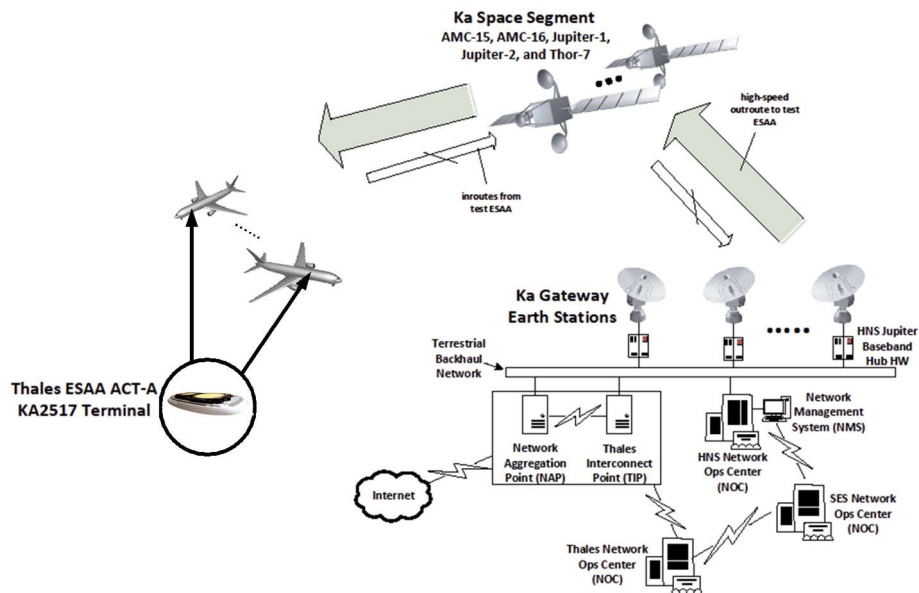 Ka Space Segment
AMC-15, AMC-16, Jupiter-1,
Jupiter-2, and Thor-7
high-speed
outroute to test
ESAA
inroutes from
test ESAA
Ka Gateway
Earth Stations
HNS Jupiter
Baseband
Hub HW
Terrestrial
Backhaul
Network
Thales ESAA ACT-A
KA2517 Terminal
Network
Aggregation
Point (NAP)
Thales
Interconnect
Point (TIP)
Network
Management
System (NMS)
HNS Network
Ops Center
(NOC)
Internet
SES Network
Ops Center
(NOC)
Thales Network
Ops Center
(NOC)